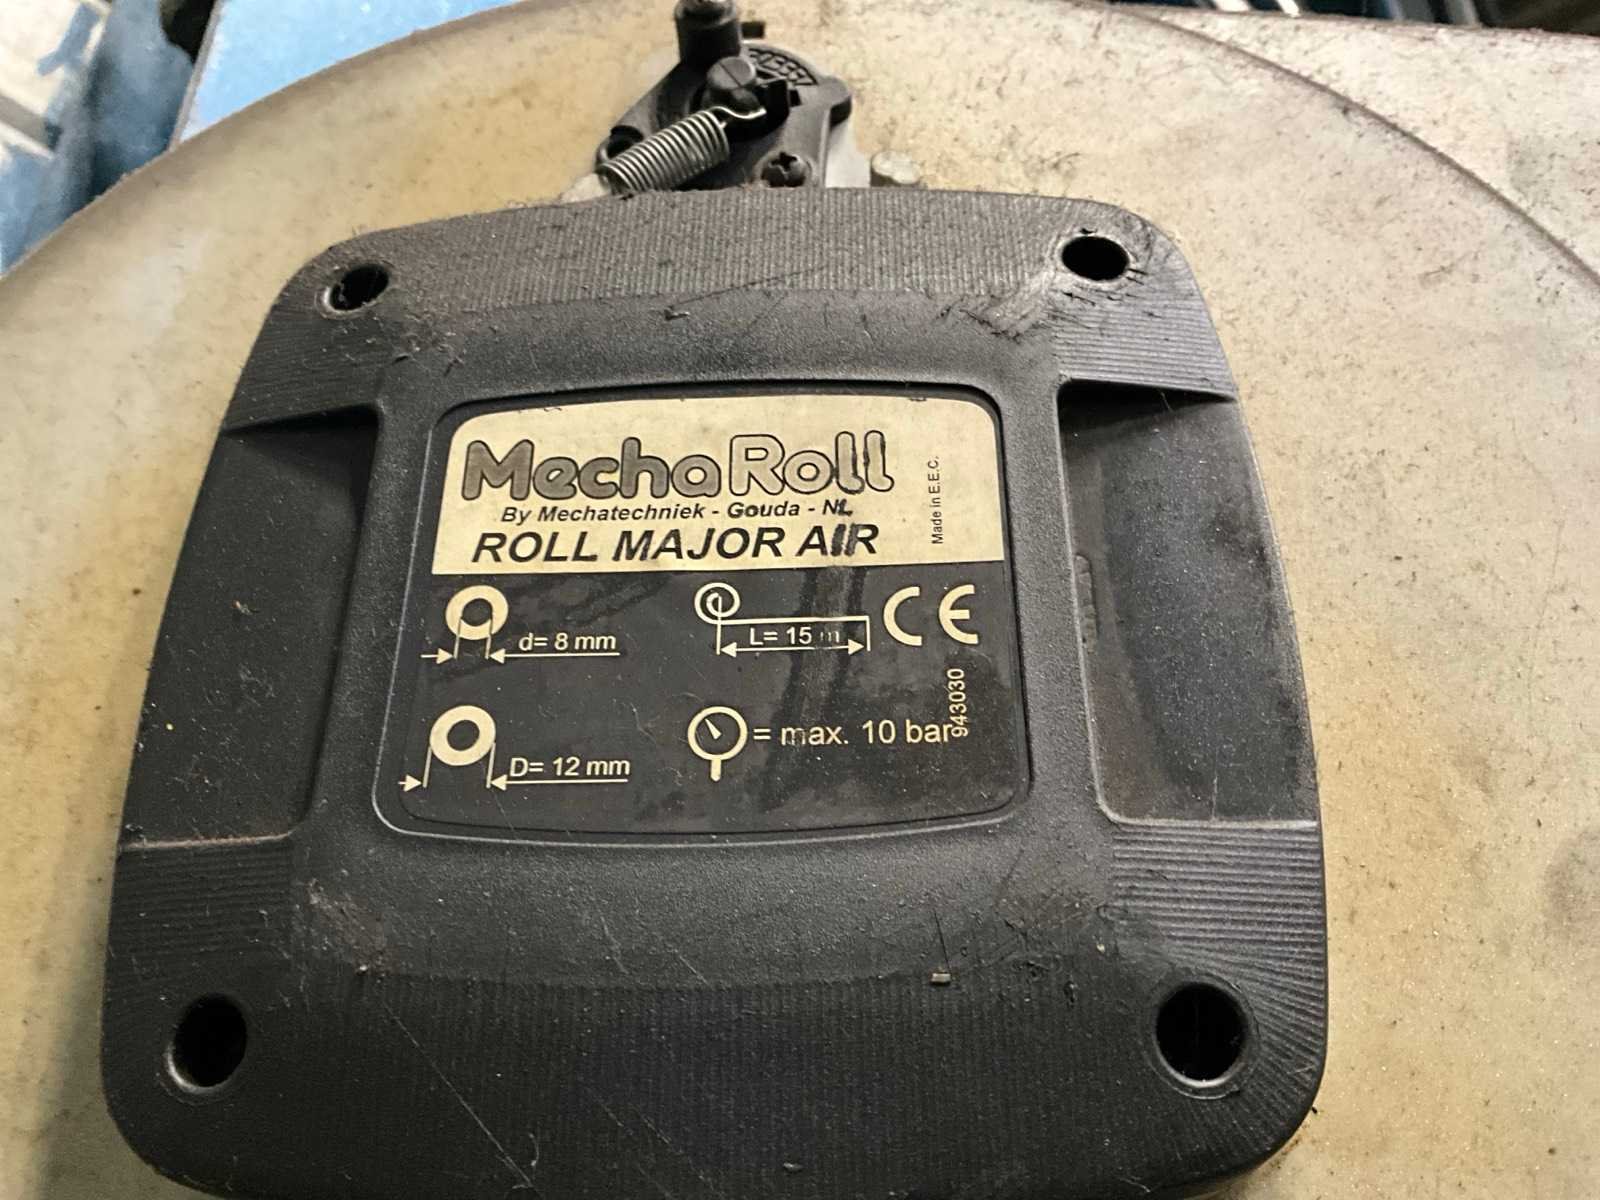 MechaRoll
By Mechatechniek - Gouda - NL
ROLL MAJOR AIR
Made in E.E.C.
d= 8 mm
L= 15 m
CE
D= 12 mm
= max. 10 bar
943030